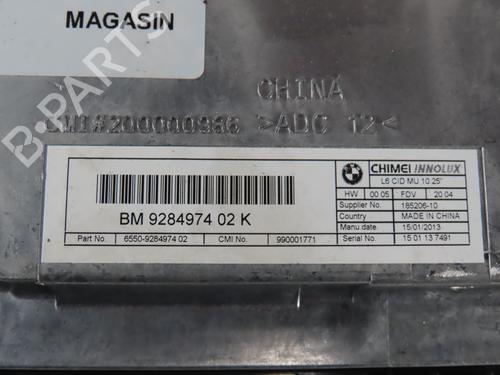 MAGASIN
CHINA
CMI#200000986 >ADC 12<
CHIMEI INNOLUX
L6 CID MU 10.25"
HW 00 05 FDV 20 04
Supplier No. 185206-10
Country MADE IN CHINA
Manu date 15/01/2013
BM 9284974 02 K
Part No. 6550-9284974 02 CMI No. 990001771 Serial No. 15 01 13 7491